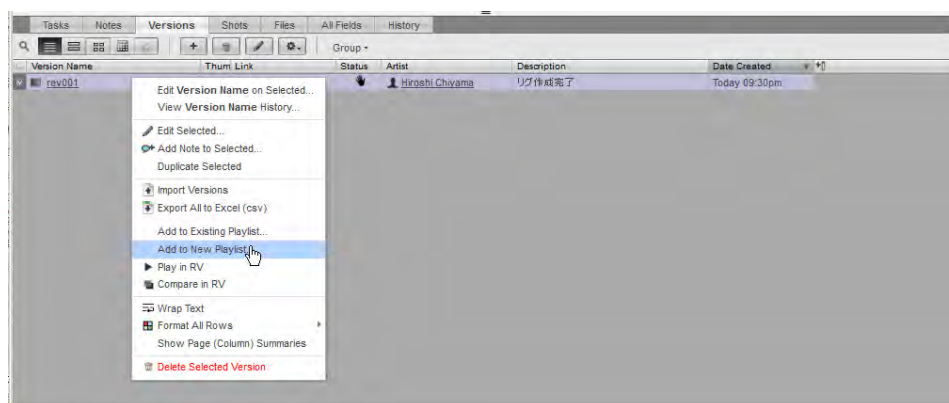 Tasks Notes Versions Shots Files All Fields History
Group
Version Name Thum Link Status Artist Description Date Created
rev001 Hiroshi Chiyama リグ作成完了 Today 09:30pm
Edit Version Name on Selected...
View Version Name History...
Edit Selected...
Add Note to Selected...
Duplicate Selected
Import Versions
Export All to Excel (csv)
Add to Existing Playlist...
Add to New Playlist
Play in RV
Compare in RV
Wrap Text
Format All Rows
Show Page (Column) Summaries
Delete Selected Version